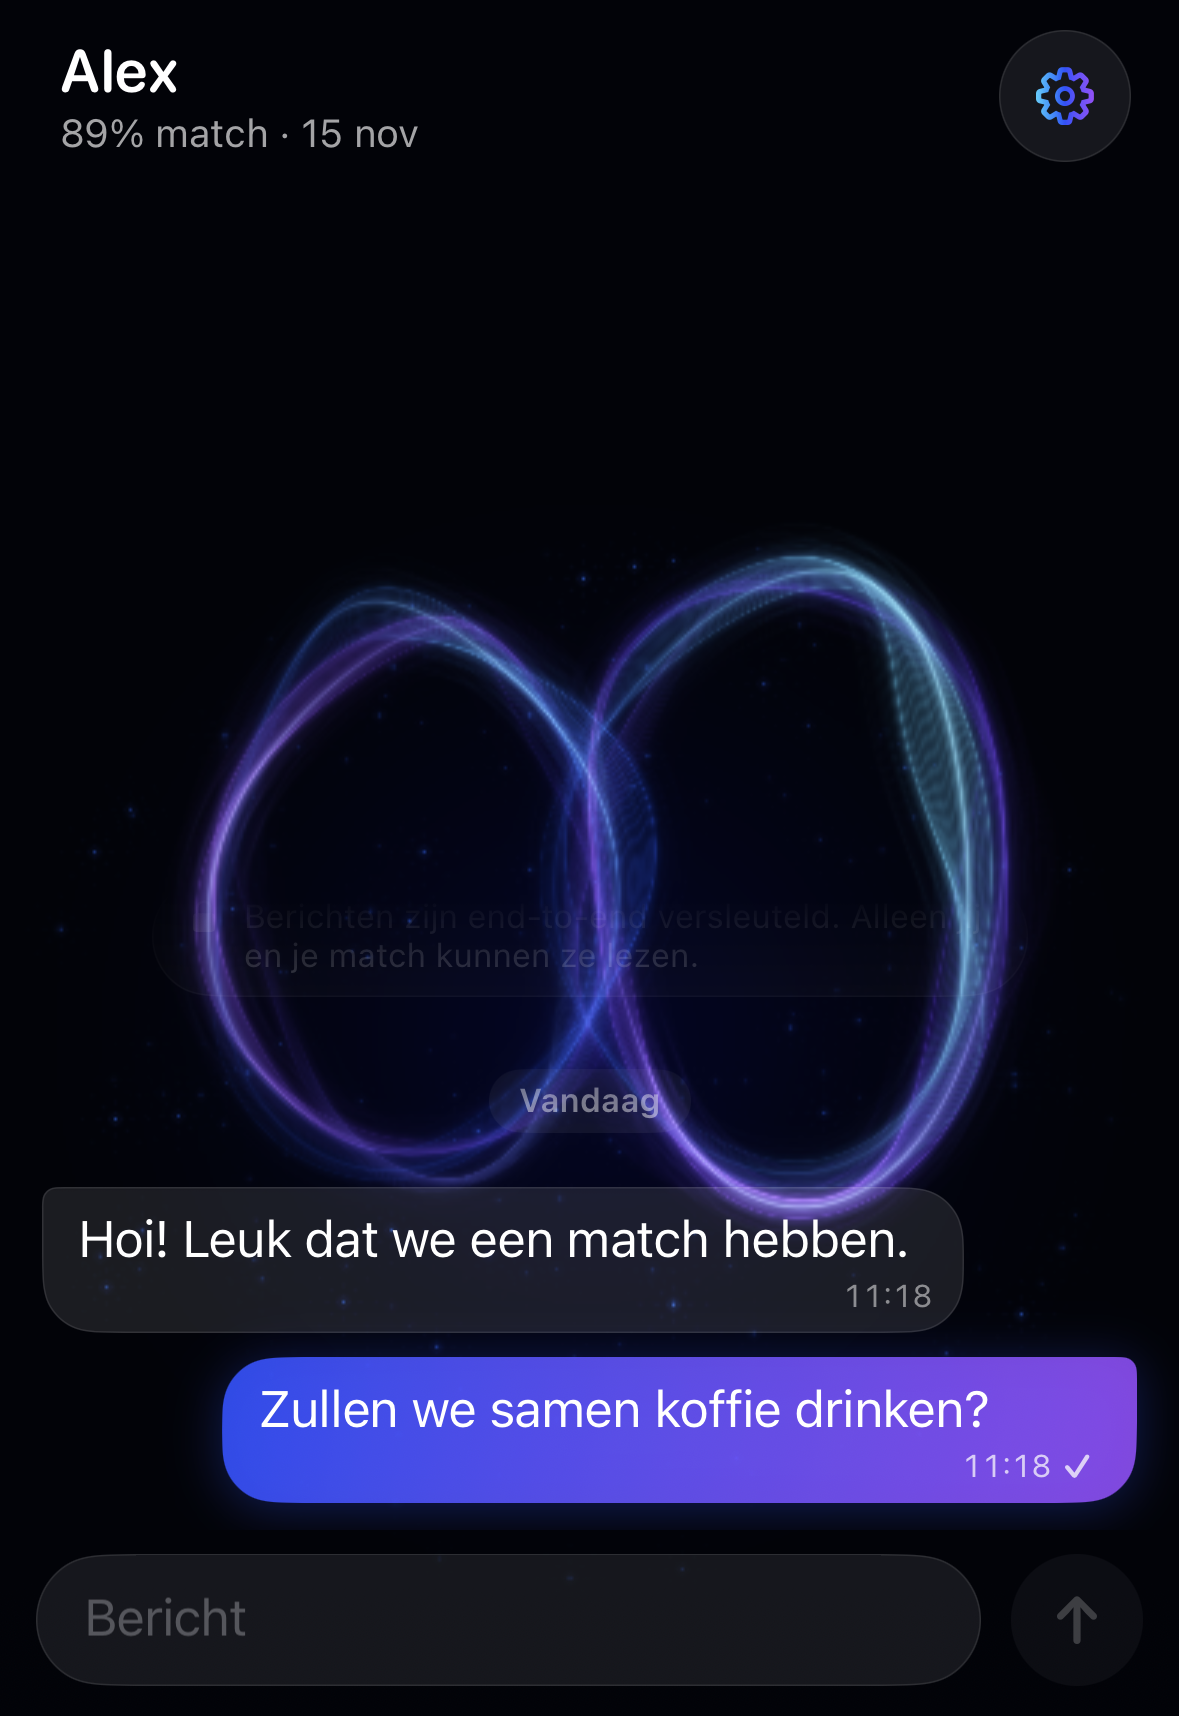 Alex
89% match · 15 nov
Berichten zijn end-to-end versleuteld. Alleen
en je match kunnen ze lezen.
Vandaag
Hoi! Leuk dat we een match hebben.
11:18
Zullen we samen koffie drinken?
11:18 ✓
Bericht